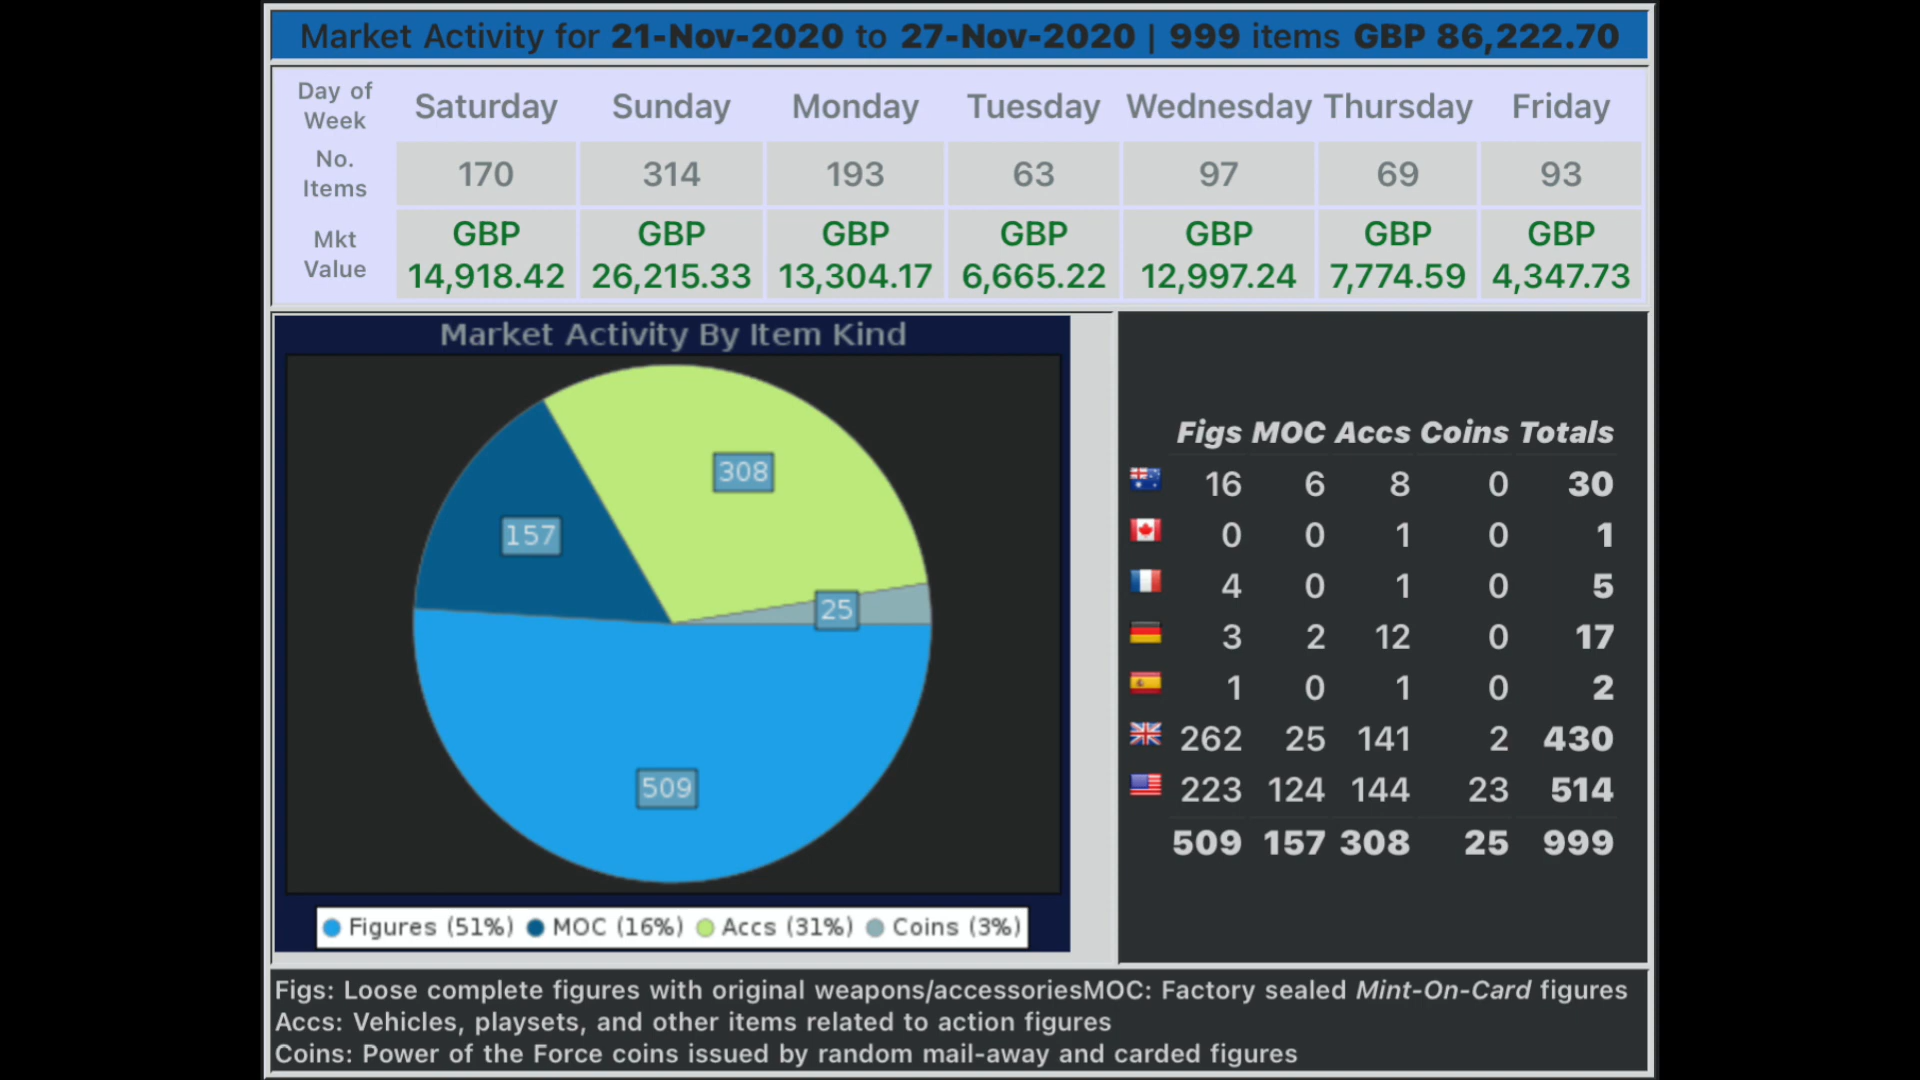 Market Activity for 21-Nov-2020 to 27-Nov-2020 | 999 items GBP 86,222.70
Day of Week Saturday Sunday Monday Tuesday Wednesday Thursday Friday
No. Items 170 314 193 63 97 69 93
Mkt Value GBP 14,918.42 GBP 26,215.33 GBP 13,304.17 GBP 6,665.22 GBP 12,997.24 GBP 7,774.59 GBP 4,347.73
Market Activity By Item Kind
308
157
25
509
Figures (51%) MOC (16%) Accs (31%) Coins (3%)
Figs MOC Accs Coins Totals
16 6 8 0 30
0 0 1 0 1
4 0 1 0 5
3 2 12 0 17
1 0 1 0 2
262 25 141 2 430
223 124 144 23 514
509 157 308 25 999
Figs: Loose complete figures with original weapons/accessoriesMOC: Factory sealed Mint-On-Card figures
Accs: Vehicles, playsets, and other items related to action figures
Coins: Power of the Force coins issued by random mail-away and carded figures